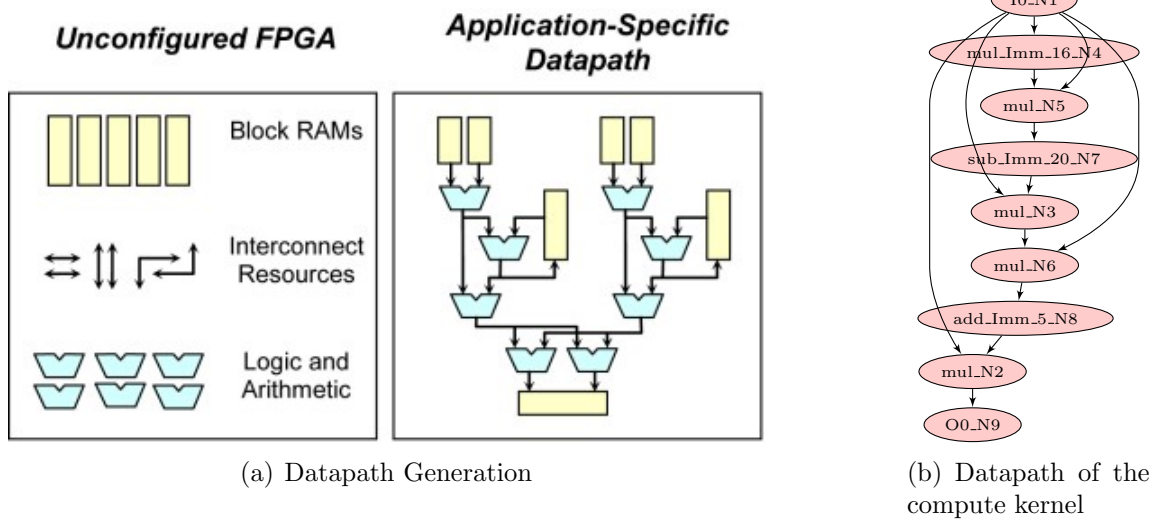 Unconfigured FPGA
Application-Specific
Datapath
Block RAMs
Interconnect
Resources
Logic and
Arithmetic
(a) Datapath Generation
I0_N1
mul_Imm_16_N4
mul_N5
sub_Imm_20_N7
mul_N3
mul_N6
add_Imm_5_N8
mul_N2
O0_N9
(b) Datapath of the
compute kernel